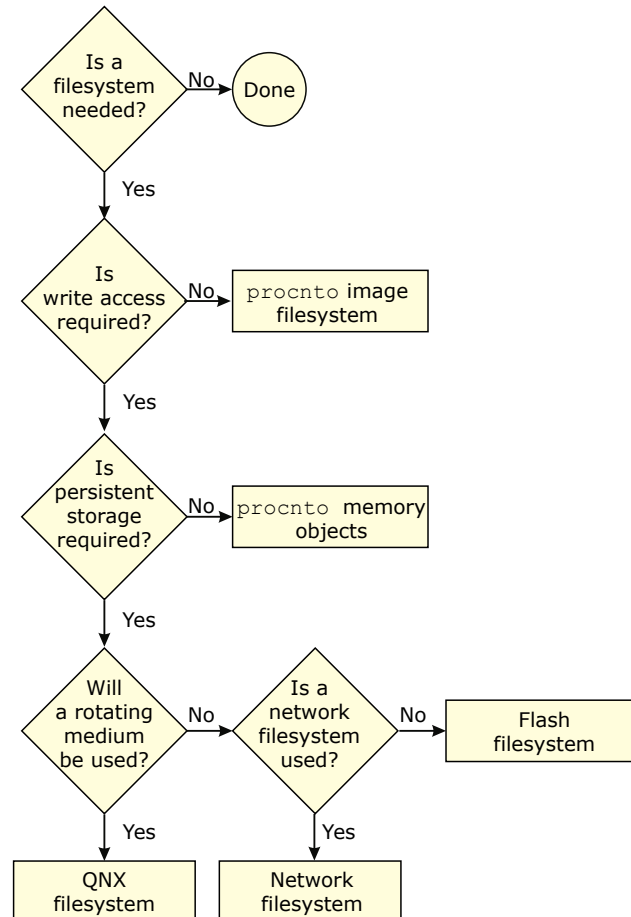 Is a
filesystem
needed?
No
Done
Yes
Is
write access
required?
No
procnto image
filesystem
Yes
Is
persistent
storage
required?
No
procnto memory
objects
Yes
Will
a rotating
medium
be used?
No
Is a
network
filesystem
used?
No
Flash
filesystem
Yes
Yes
QNX
filesystem
Network
filesystem